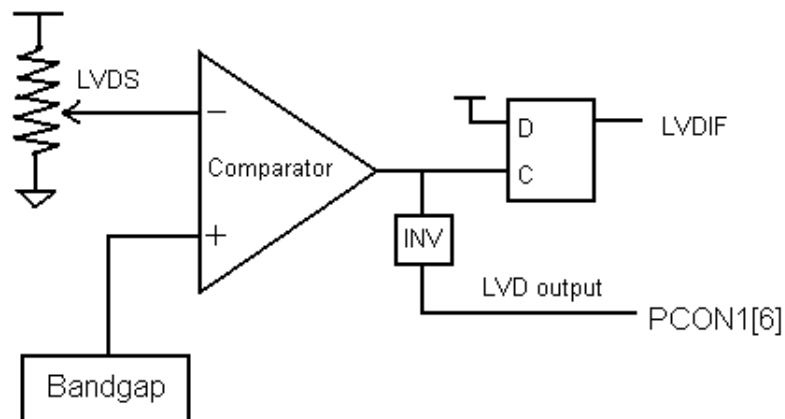 LVDS
−
Comparator
+
D
C
LVDIF
INV
LVD output
PCON1[6]
Bandgap